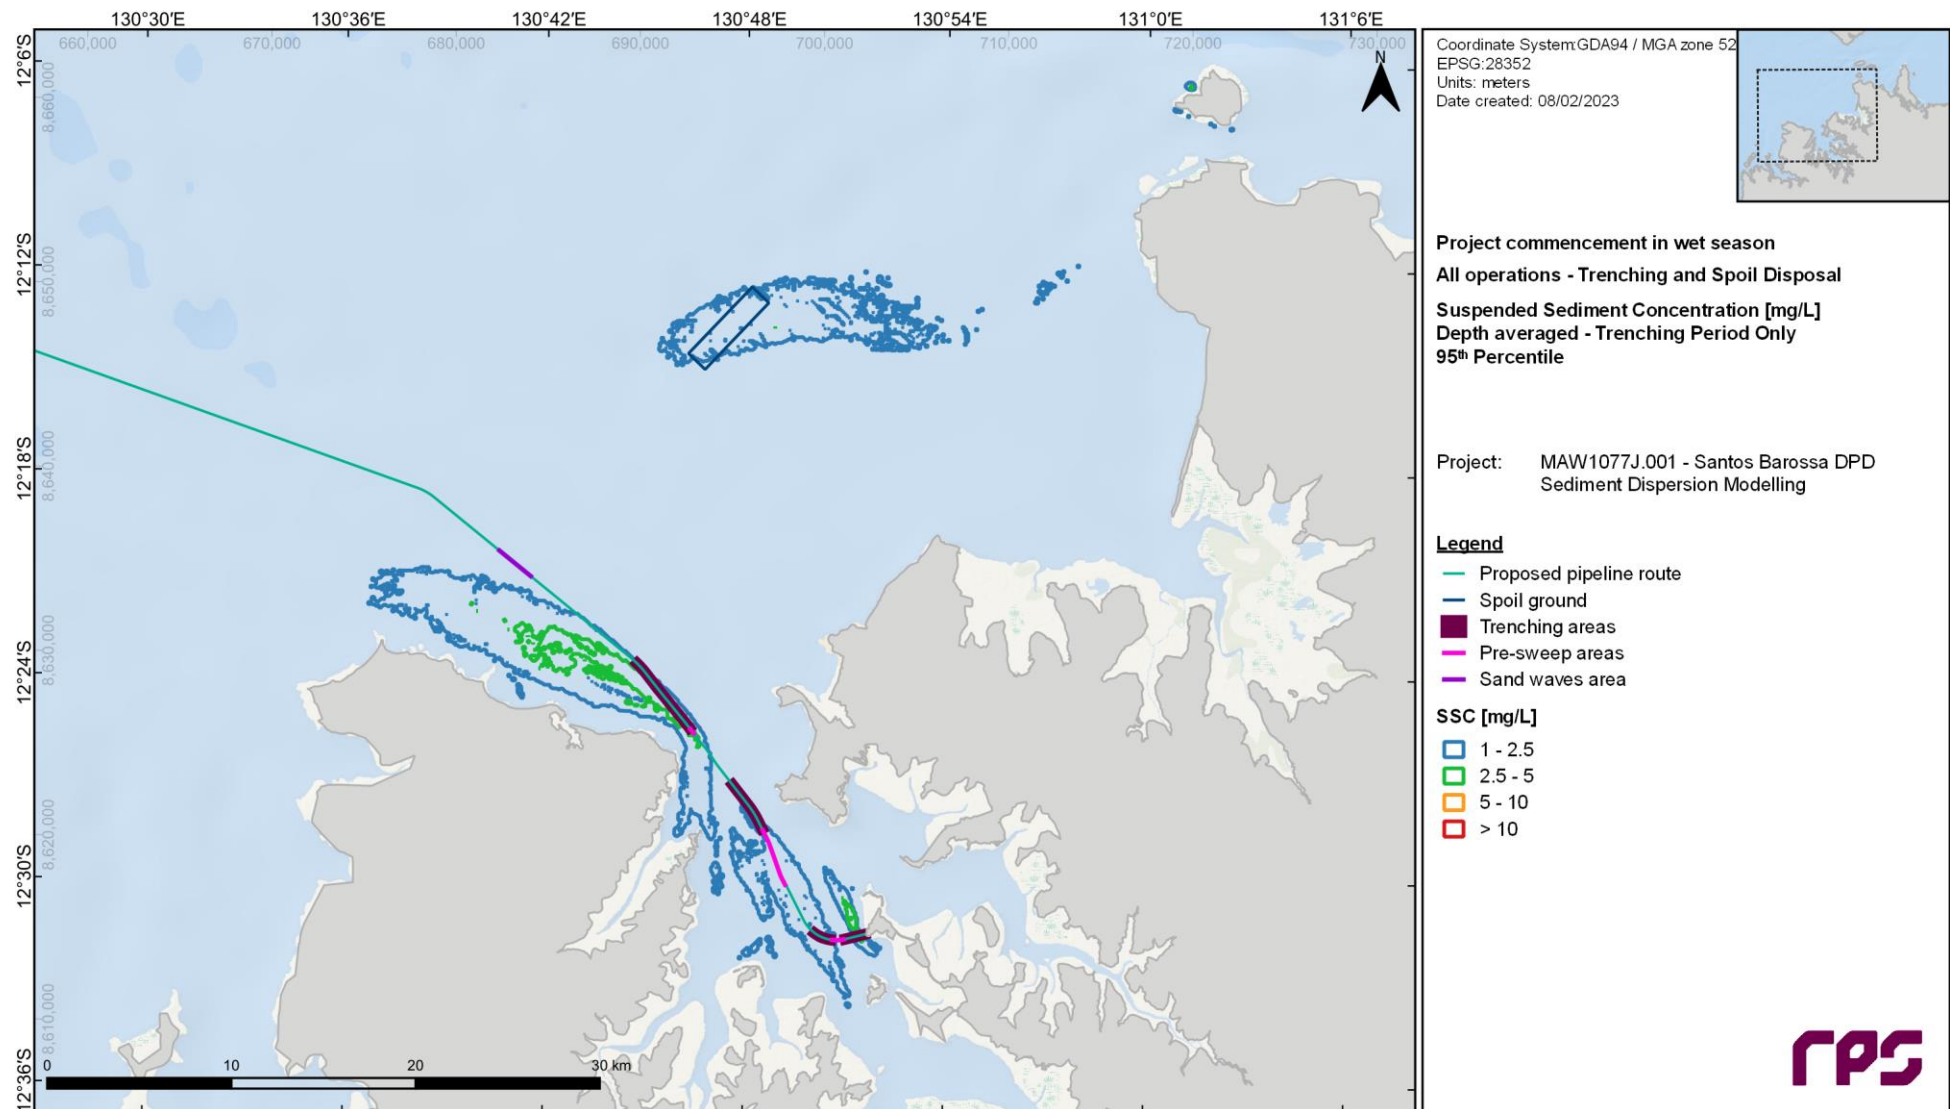 130°30'E 130°36'E 130°42'E 130°48'E 130°54'E 131°0'E 131°6'E
660,000 670,000 680,000 690,000 700,000 710,000 720,000 730,000
12°6'S
12°12'S
12°18'S
12°24'S
12°30'S
12°36'S
8,660,000
8,650,000
8,640,000
8,630,000
8,620,000
8,610,000
N
0 10 20 30 km
Coordinate System:GDA94 / MGA zone 52
EPSG:28352
Units: meters
Date created: 08/02/2023
Project commencement in wet season
All operations - Trenching and Spoil Disposal
Suspended Sediment Concentration [mg/L]
Depth averaged - Trenching Period Only
95th Percentile
Project: MAW1077J.001 - Santos Barossa DPD
Sediment Dispersion Modelling
Legend
Proposed pipeline route
Spoil ground
Trenching areas
Pre-sweep areas
Sand waves area
SSC [mg/L]
1 - 2.5
2.5 - 5
5 - 10
> 10
rps